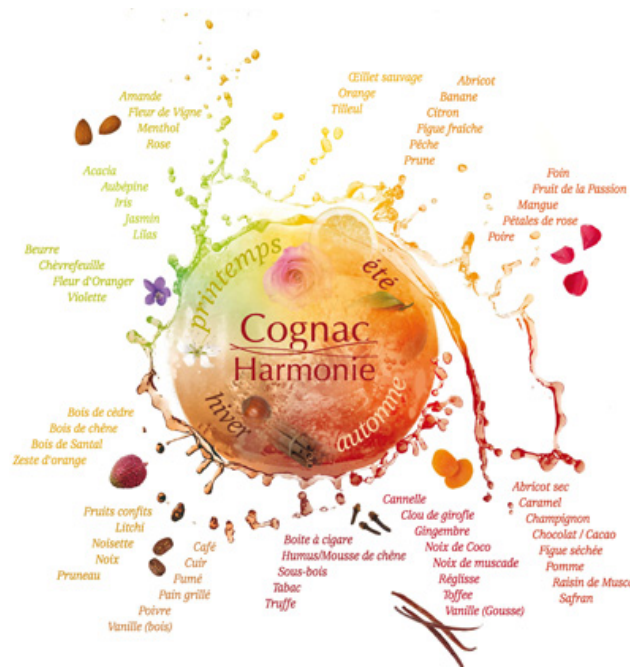 Amande
Fleur de Vigne
Menthol
Rose
Acacia
Aubépine
Iris
Jasmin
Lilas
Beurre
Chèvrefeuille
Fleur d'Oranger
Violette
Œillet sauvage
Orange
Tilleul
Abricot
Banane
Citron
Figue fraîche
Pêche
Prune
Foin
Fruit de la Passion
Mangue
Pétales de rose
Poire
printemps
été
Cognac
Harmonie
hiver
automne
Bois de cèdre
Bois de chêne
Bois de Santal
Zeste d'orange
Fruits confits
Litchi
Noisette
Noix
Pruneau
Café
Cuir
Fumé
Pain grillé
Poivre
Vanille (bois)
Boite à cigare
Humus/Mousse de chêne
Sous-bois
Tabac
Truffe
Cannelle
Clou de girofle
Gingembre
Noix de Coco
Noix de muscade
Réglisse
Toffee
Vanille (Gousse)
Abricot sec
Caramel
Champignon
Chocolat / Cacao
Figue séchée
Pomme
Raisin de Musca
Safran